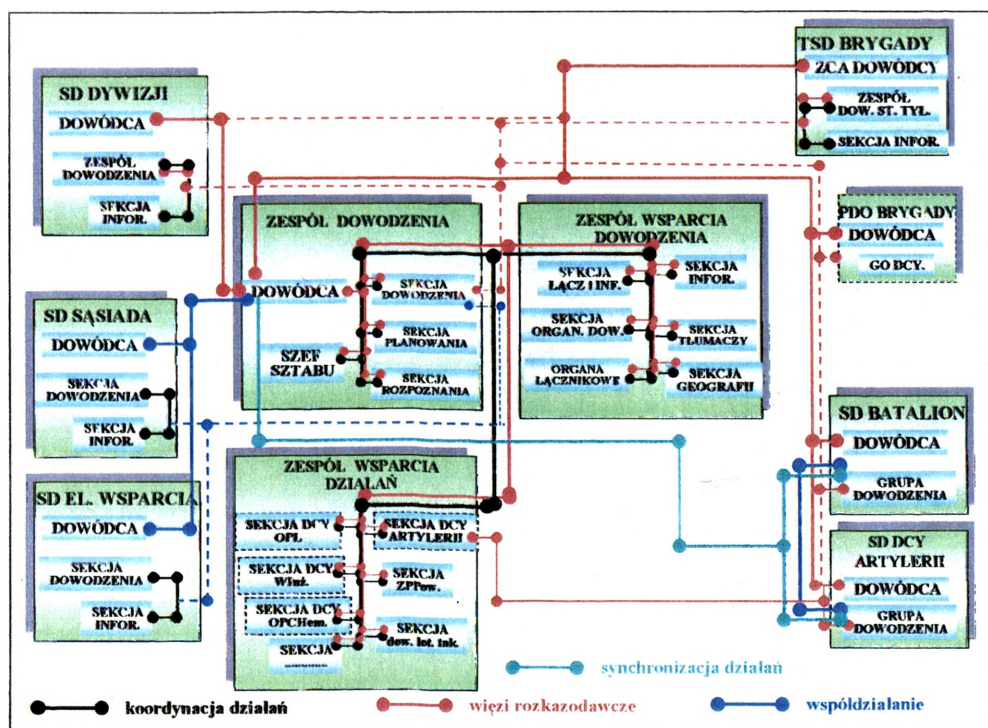 SD DYWIZJI
DOWÓDCA
ZESPÓŁ
DOWODZENIA
SEKCJA
INFOR.
TSD BRYGADY
ZCA DOWÓDCY
ZESPÓŁ
DOW. ST. TYŁ.
SEKCJA INFOR.
PDO BRYGADY
DOWÓDCA
GO DCY.
ZESPÓŁ DOWODZENIA
DOWÓDCA
SEKCJA
DOWODZENIA
SEKCJA
PLANOWANIA
SZEF
SZTABU
SEKCJA
ROZPOZNANIA
ZESPÓŁ WSPARCIA
DOWODZENIA
SEKCJA
ŁĄCZ I INF.
SEKCJA
INFOR.
SEKCJA
ORGAN. DOW.
SEKCJA
TŁUMACZY
ORGANA
ŁĄCZNIKOWE
SEKCJA
GEOGRAFII
SD SĄSIADA
DOWÓDCA
SEKCJA
DOWODZENIA
SEKCJA
INFOR.
SD EL. WSPARCIA
DOWÓDCA
SEKCJA
DOWODZENIA
SEKCJA
INFOR.
ZESPÓŁ WSPARCIA
DZIAŁAŃ
SEKCJA DCY
OPL
SEKCJA DCY
ARTYLERII
SEKCJA DCY
WInż.
SEKCJA
ZPPow.
SEKCJA DCY
OPCHem.
SEKCJA
dow. lot. tak.
SEKCJA
SD BATALION
DOWÓDCA
GRUPA
DOWODZENIA
SD DCY
ARTYLERII
DOWÓDCA
GRUPA
DOWODZENIA
synchronizacja działań
koordynacja działań
więzi rozkazodawcze
współdziałanie